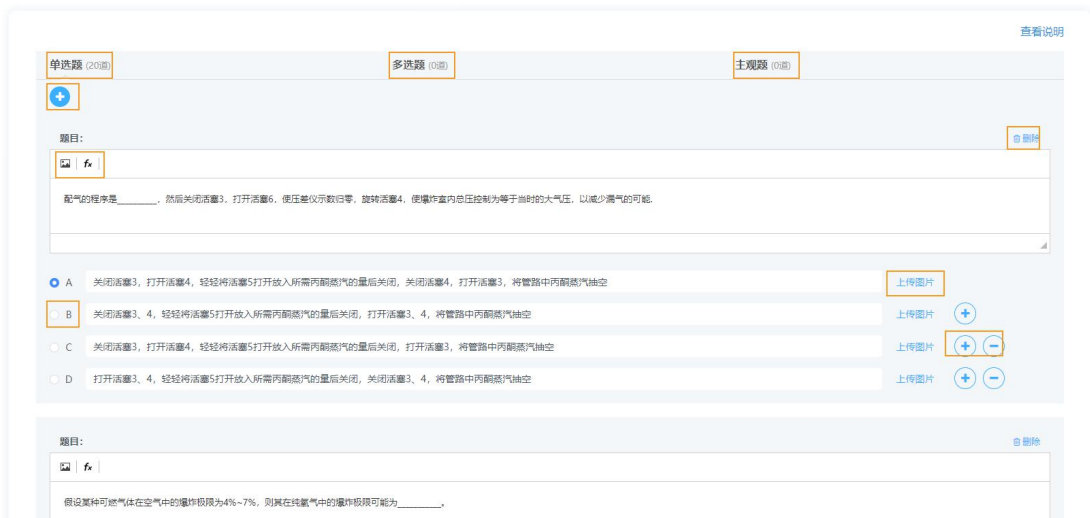 查看说明
单选题 (20道) 多选题 (0道) 主观题 (0道)
题目: 删除
fx
配气的程序是________，然后关闭活塞3，打开活塞6，使压差仪示数归零，旋转活塞4，使爆炸室内总压控制为等于当时的大气压，以减少漏气的可能.
A 关闭活塞3，打开活塞4，轻轻将活塞5打开放入所需丙酮蒸汽的量后关闭，关闭活塞4，打开活塞3，将管路中丙酮蒸汽抽空 上传图片
B 关闭活塞3、4，轻轻将活塞5打开放入所需丙酮蒸汽的量后关闭，打开活塞3、4，将管路中丙酮蒸汽抽空 上传图片
C 关闭活塞3，打开活塞4，轻轻将活塞5打开放入所需丙酮蒸汽的量后关闭，打开活塞3，将管路中丙酮蒸汽抽空 上传图片
D 打开活塞3、4，轻轻将活塞5打开放入所需丙酮蒸汽的量后关闭，关闭活塞3、4，将管路中丙酮蒸汽抽空 上传图片
题目: 删除
fx
假设某种可燃气体在空气中的爆炸极限为4%~7%，则其在纯氧气中的爆炸极限可能为________。